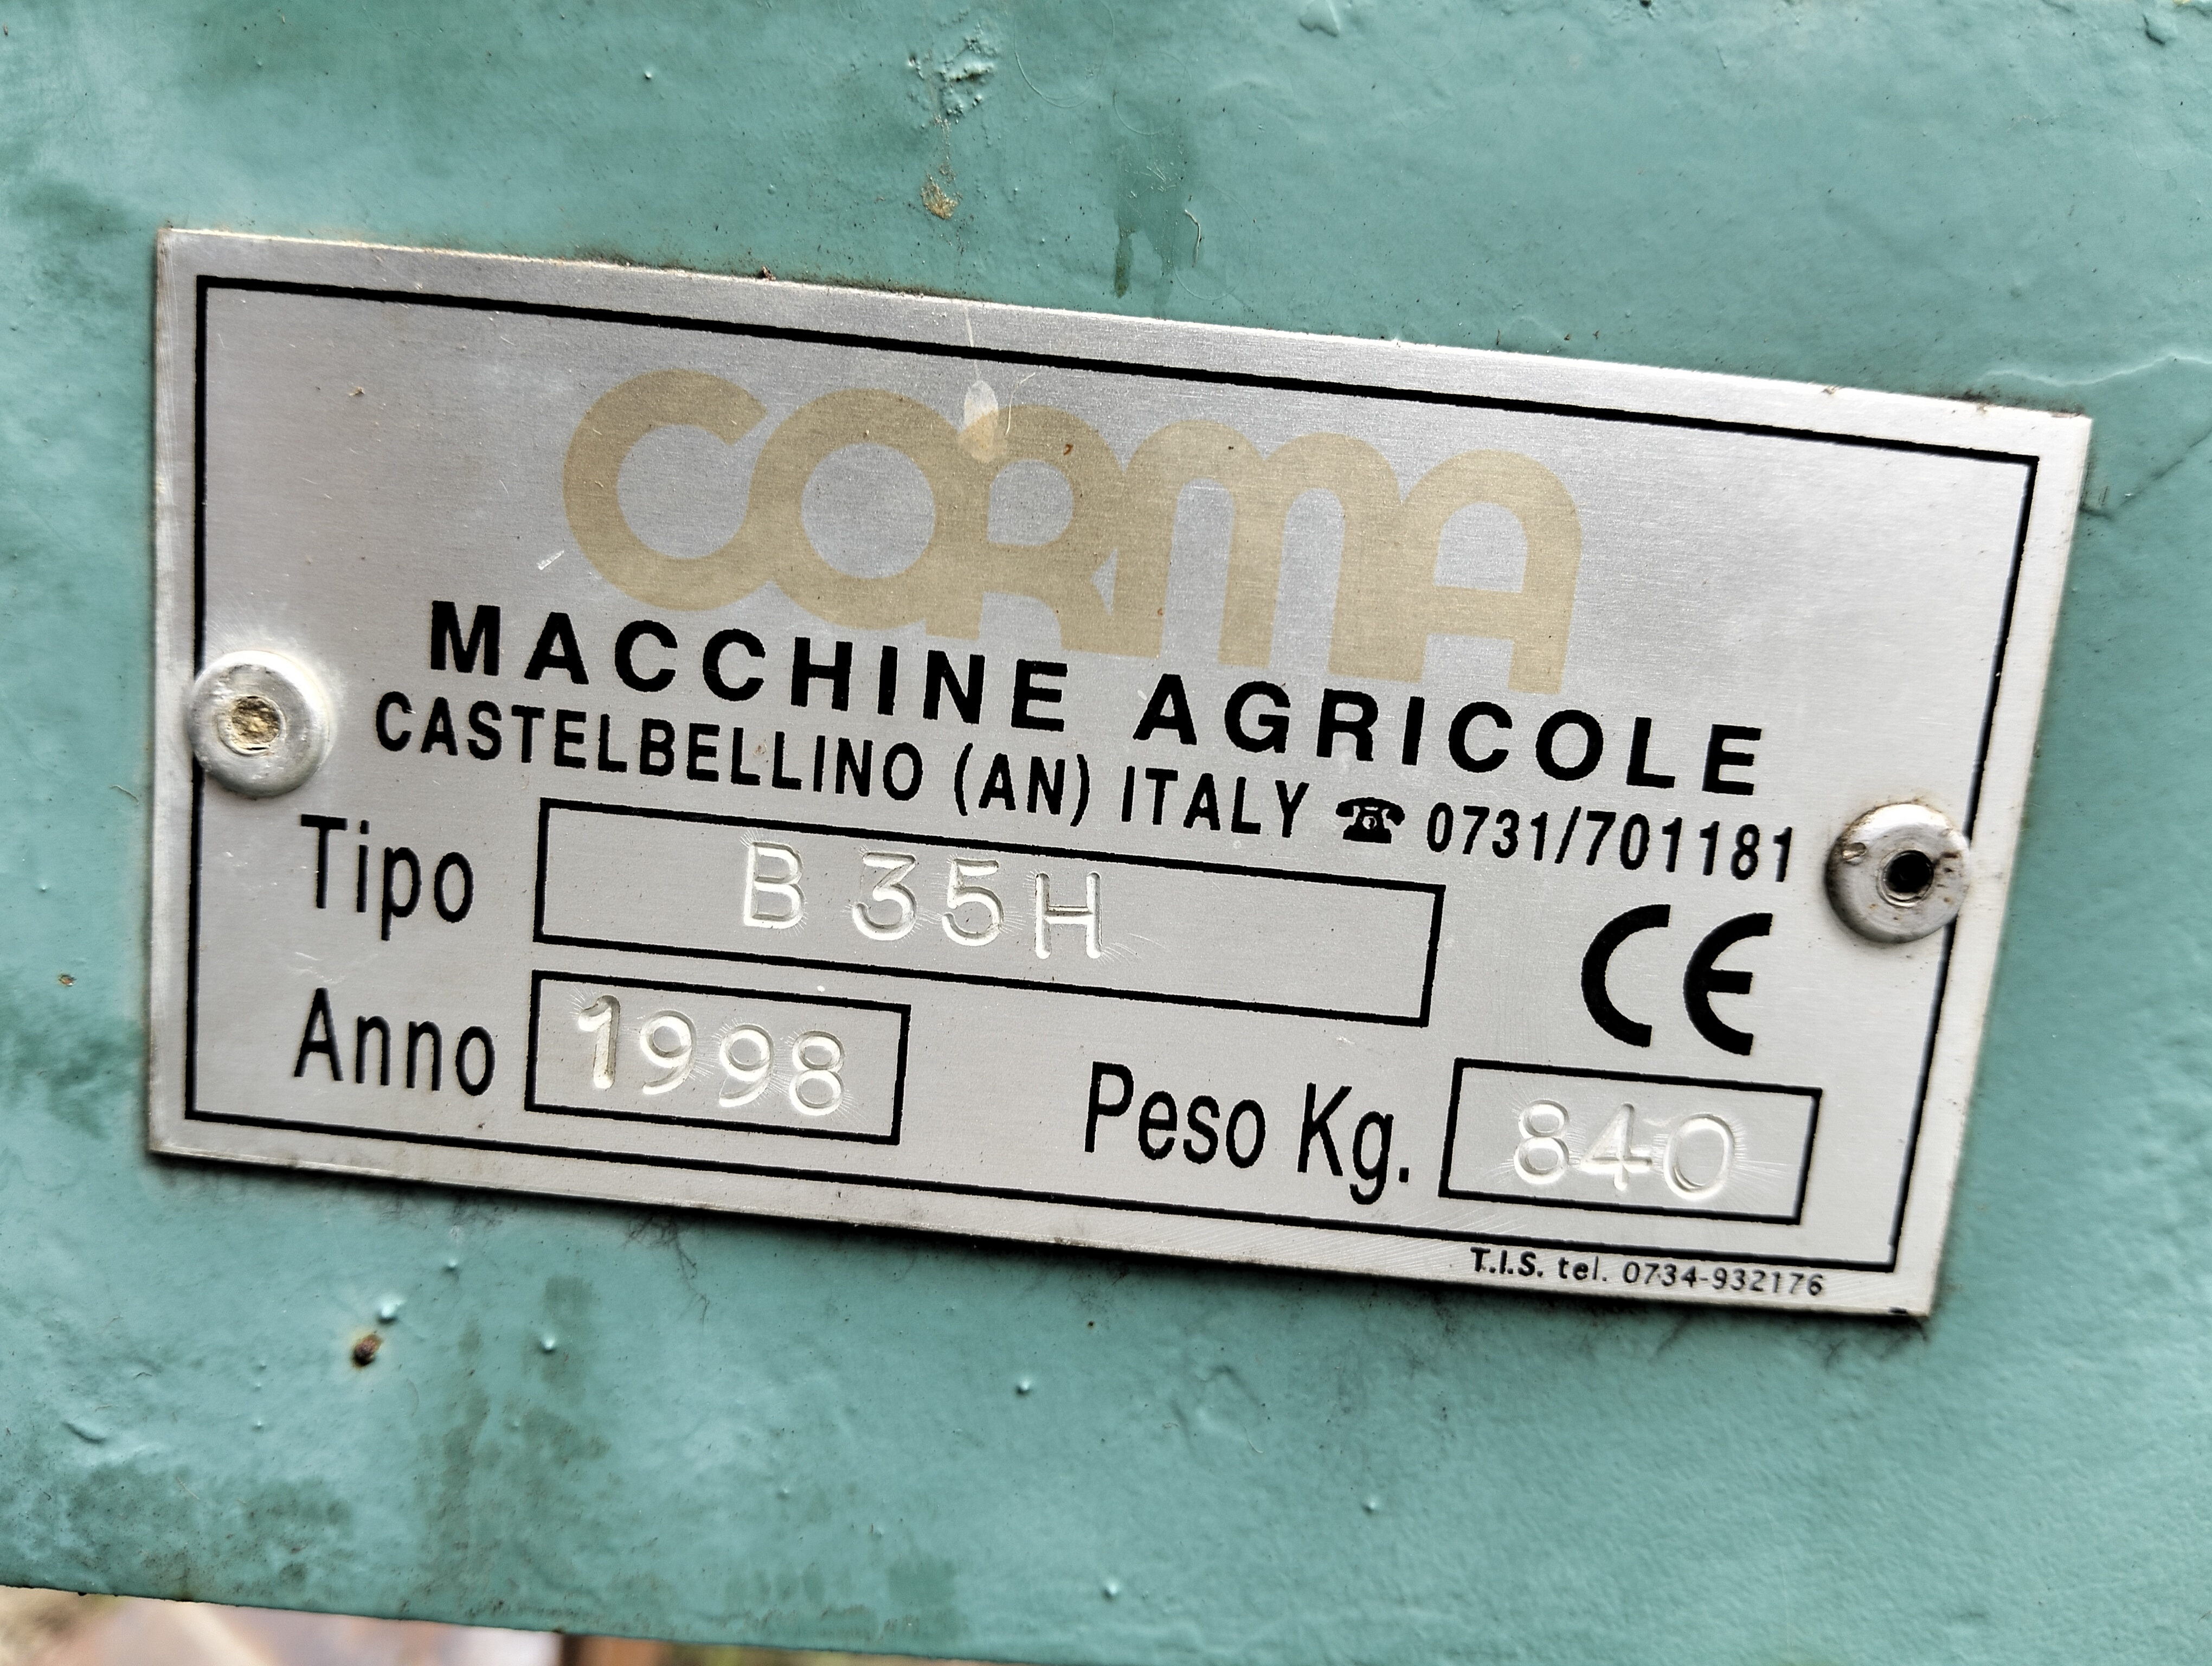 CORMA
MACCHINE AGRICOLE
CASTELBELLINO (AN) ITALY ☎ 0731/701181
Tipo B 35H
CE
Anno 1998 Peso Kg. 840
T.I.S. tel. 0734-932176